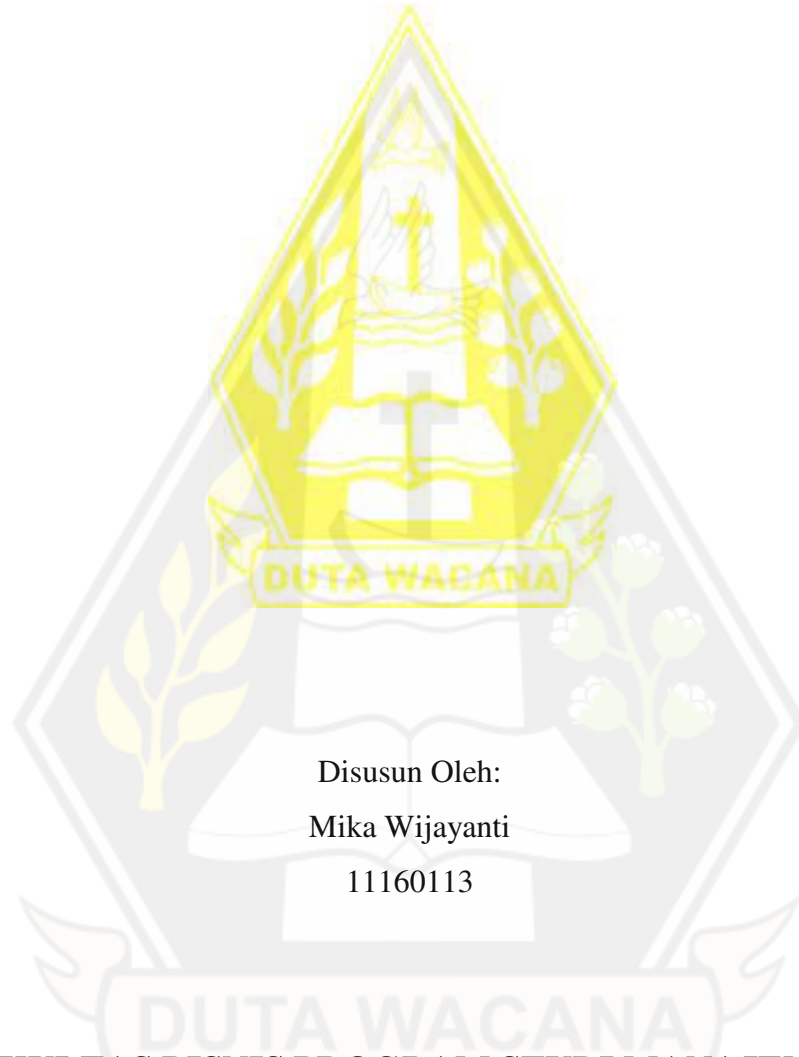 DUTA WACANA
Disusun Oleh:
Mika Wijayanti
11160113
DUTA WACANA